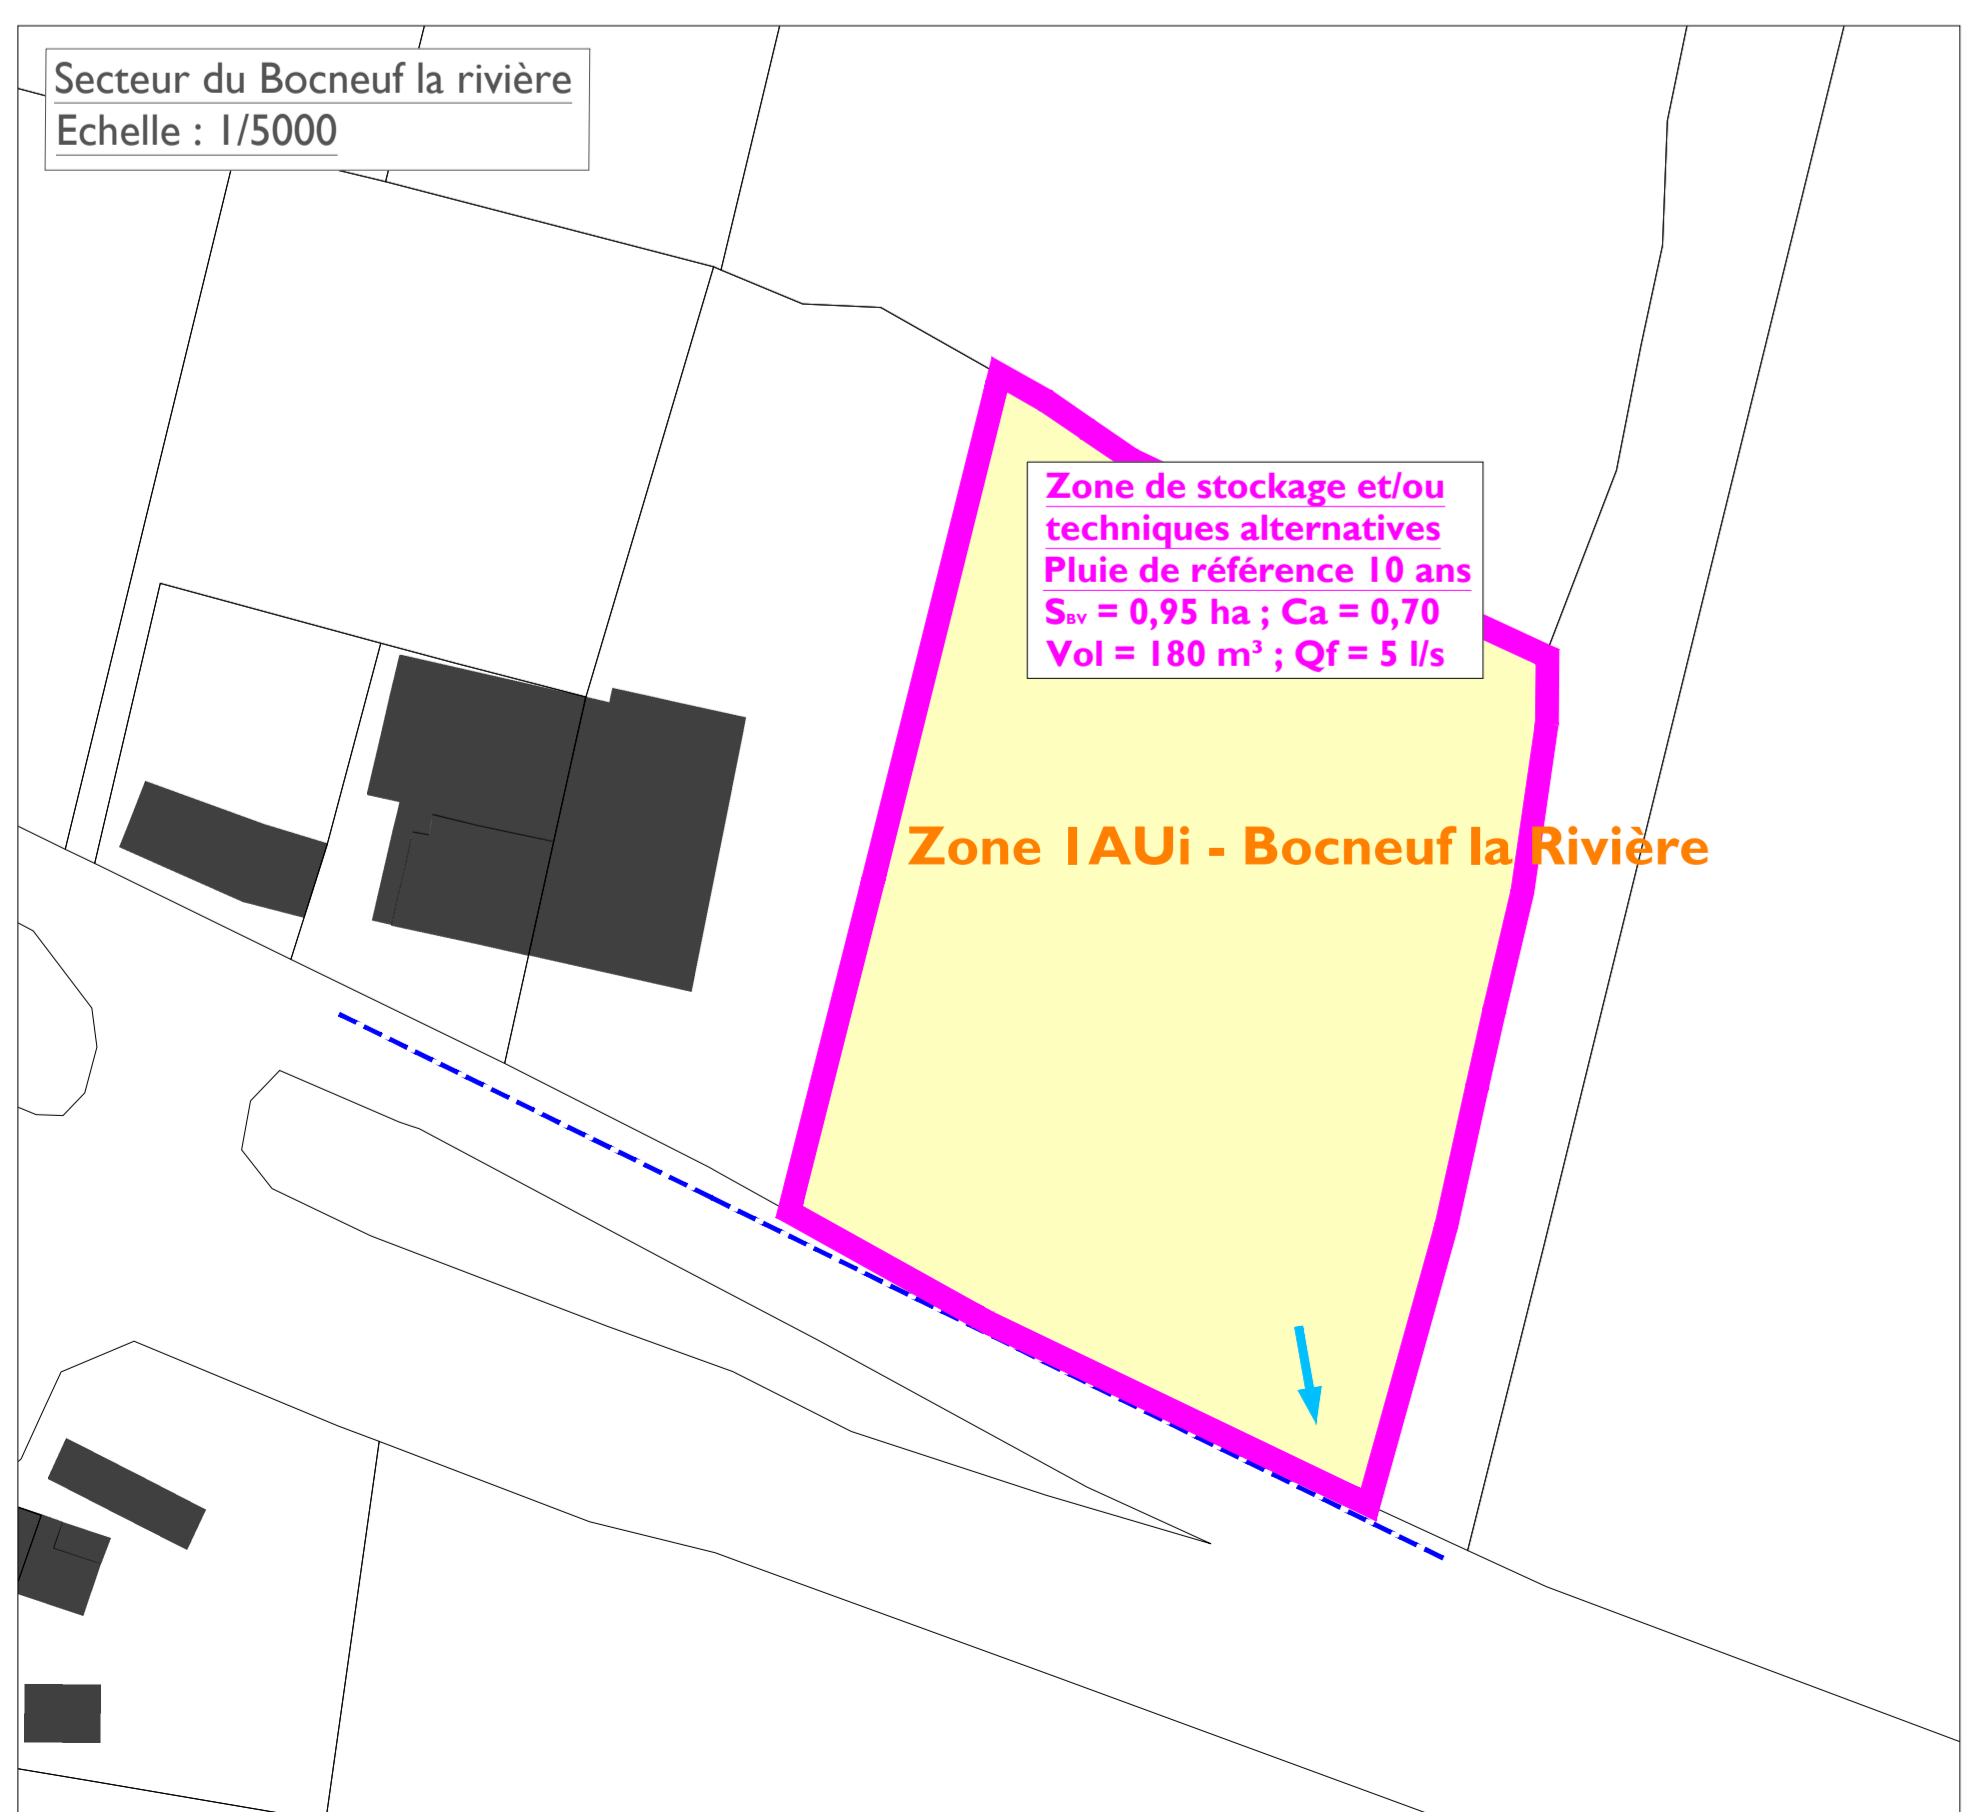 Secteur du Bocneuf la rivière
Echelle : 1/5000
Zone de stockage et/ou
techniques alternatives
Pluie de référence 10 ans
SBV = 0,95 ha ; Ca = 0,70
Vol = 180 m³ ; Qf = 5 l/s
Zone 1AUi - Bocneuf la Rivière